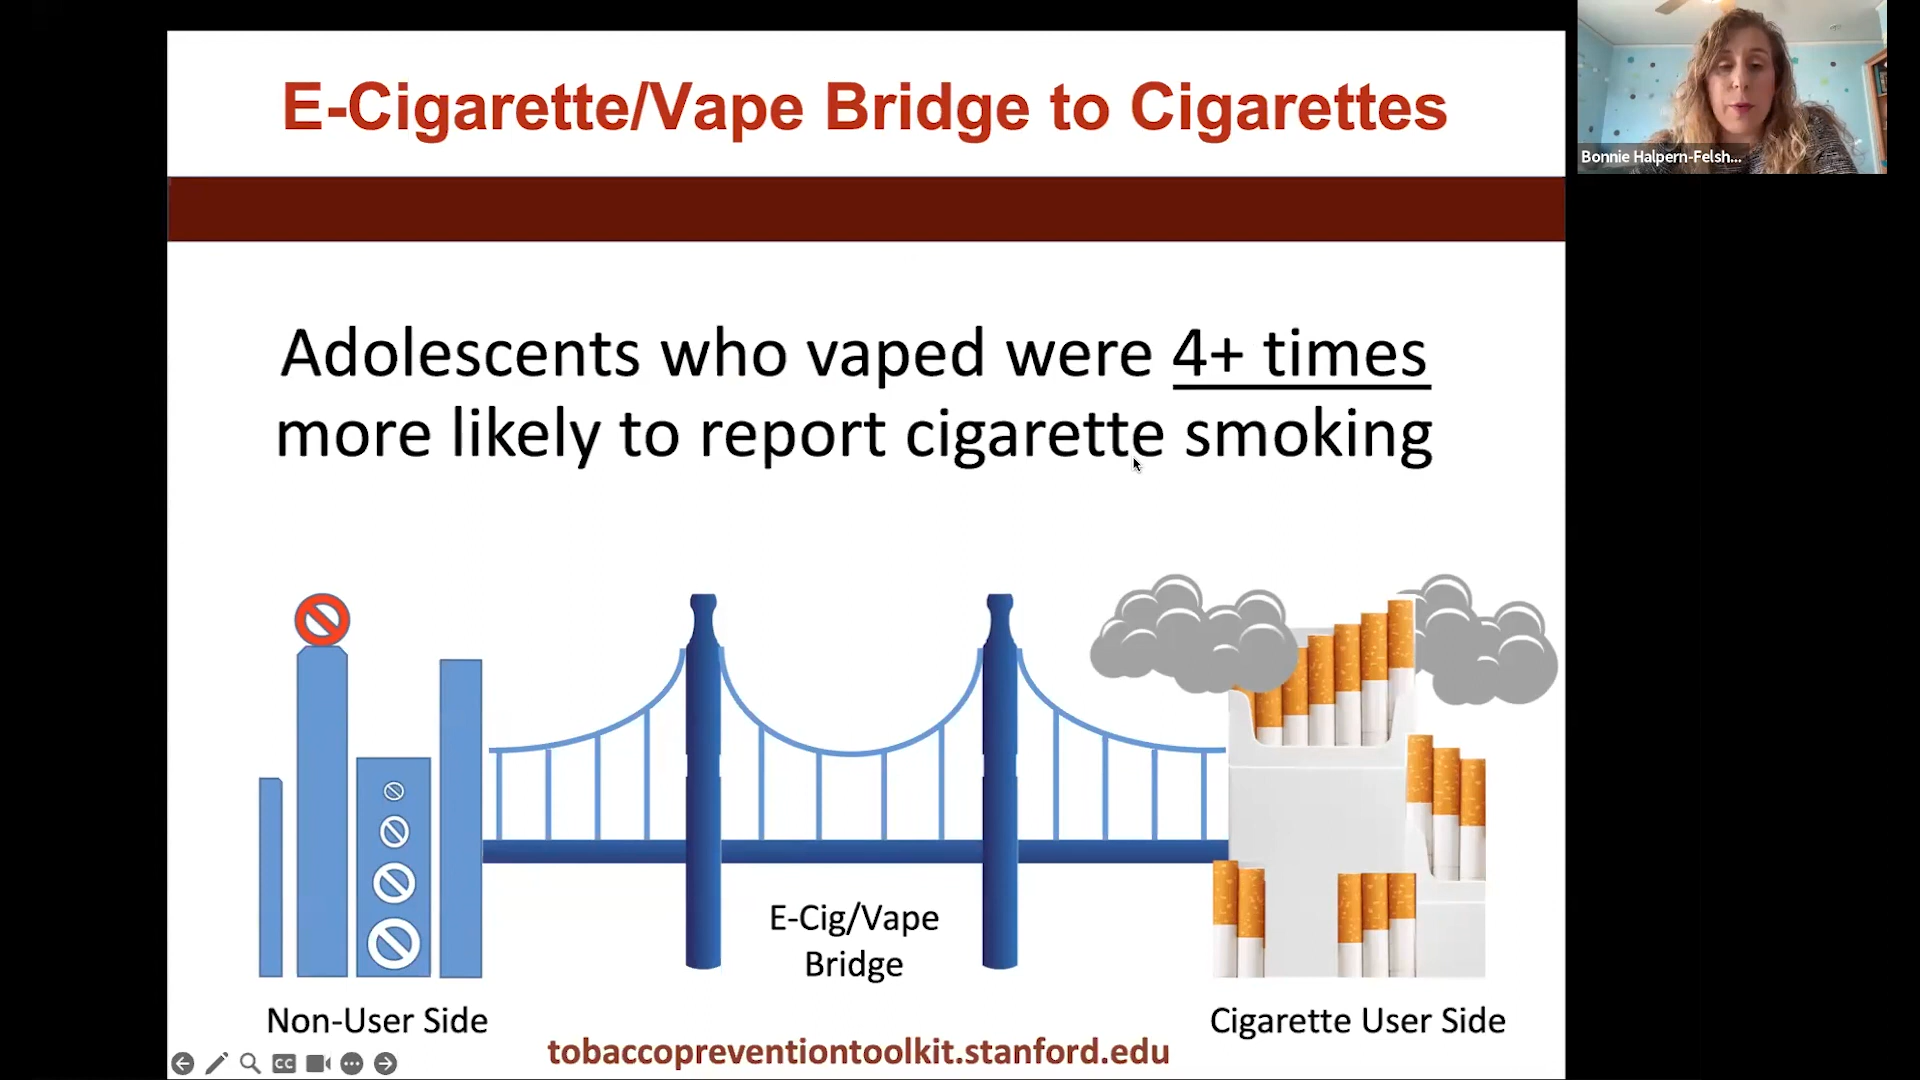 E-Cigarette/Vape Bridge to Cigarettes
Bonnie Halpern-Felsh...
Adolescents who vaped were 4+ times
more likely to report cigarette smoking
E-Cig/Vape
Bridge
Non-User Side
Cigarette User Side
tobaccopreventiontoolkit.stanford.edu
CC